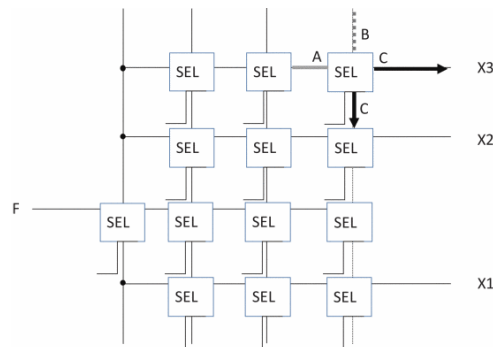 B
A C
SEL SEL SEL X3
C
SEL SEL SEL X2
F
SEL SEL SEL SEL
SEL SEL SEL X1